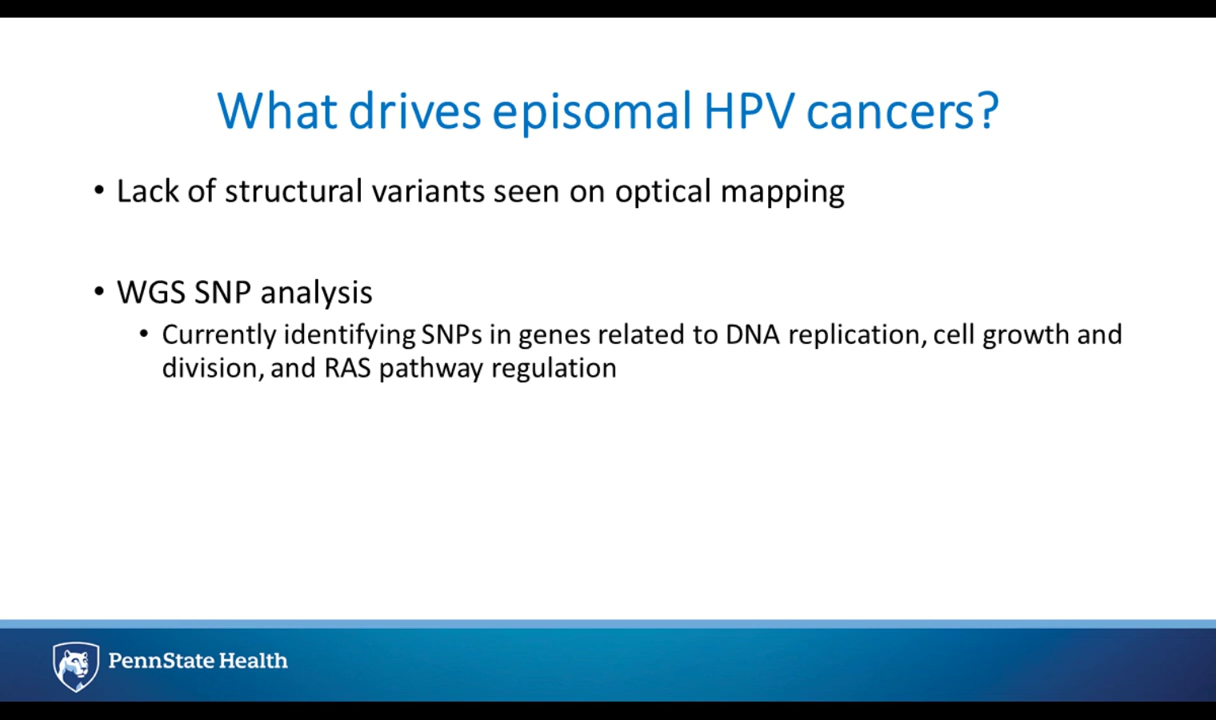 What drives episomal HPV cancers?
• Lack of structural variants seen on optical mapping
• WGS SNP analysis
• Currently identifying SNPs in genes related to DNA replication, cell growth and
division, and RAS pathway regulation
PennState Health